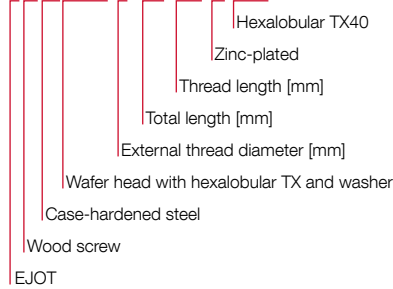 Hexalobular TX40
Zinc-plated
Thread length [mm]
Total length [mm]
External thread diameter [mm]
Wafer head with hexalobular TX and washer
Case-hardened steel
Wood screw
EJOT